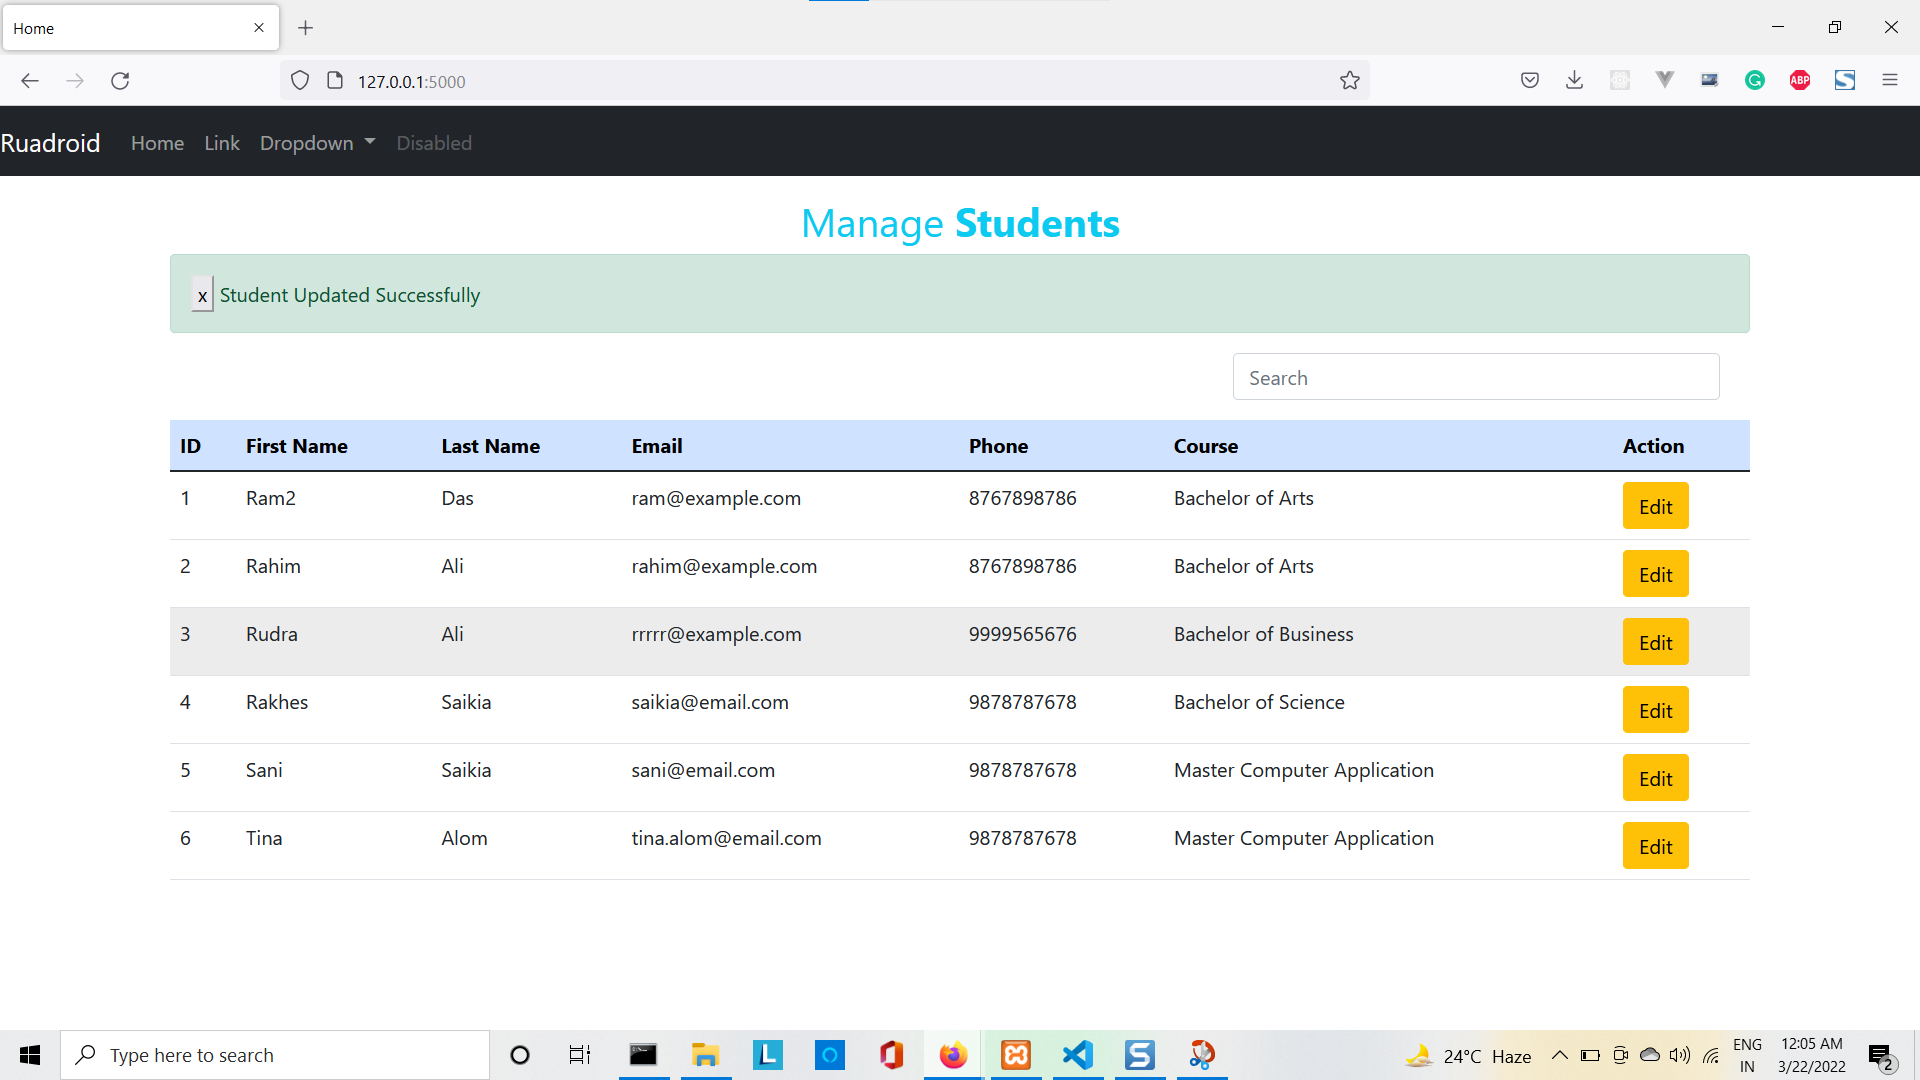 Home
127.0.0.1:5000
ABP
Ruadroid Home Link Dropdown Disabled
Manage Students
x Student Updated Successfully
Search
ID First Name Last Name Email Phone Course Action
1 Ram2 Das ram@example.com 8767898786 Bachelor of Arts Edit
2 Rahim Ali rahim@example.com 8767898786 Bachelor of Arts Edit
3 Rudra Ali rrrrr@example.com 9999565676 Bachelor of Business Edit
4 Rakhes Saikia saikia@email.com 9878787678 Bachelor of Science Edit
5 Sani Saikia sani@email.com 9878787678 Master Computer Application Edit
6 Tina Alom tina.alom@email.com 9878787678 Master Computer Application Edit
Type here to search
L
S
24°C Haze
ENG
IN
12:05 AM
3/22/2022
2